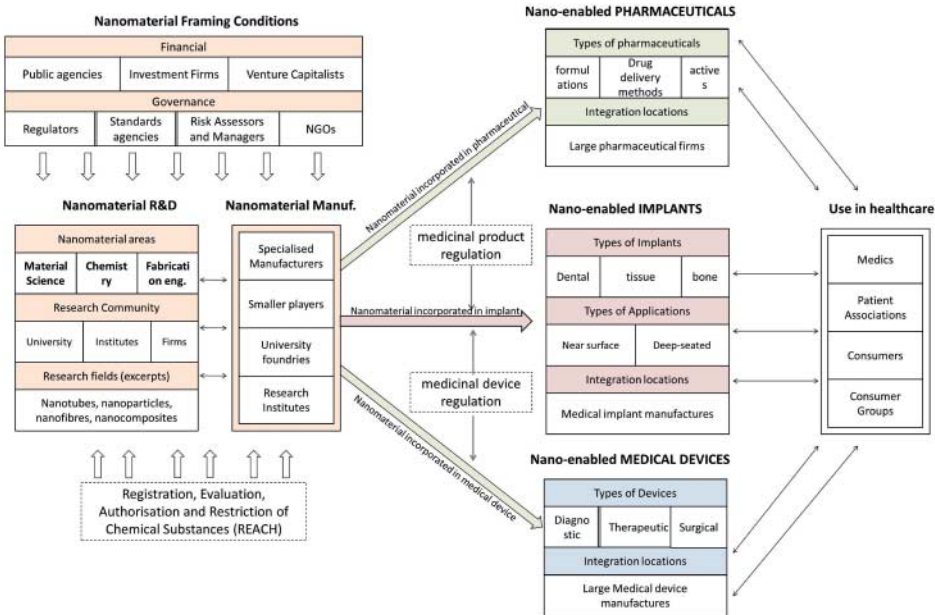 Nanomaterial Framing Conditions
Financial
Public agencies
Investment Firms
Venture Capitalists
Governance
Regulators
Standards
agencies
Risk Assessors
and Managers
NGOs
Nanomaterial R&D
Nanomaterial areas
Material
Science
Chemist
ry
Fabricati
on eng.
Research Community
University
Institutes
Firms
Research fields (excerpts)
Nanotubes, nanoparticles,
nanofibres, nanocomposites
Nanomaterial Manuf.
Specialised
Manufacturers
Smaller players
University
foundries
Research
Institutes
Registration, Evaluation,
Authorisation and Restriction of
Chemical Substances (REACH)
Nanomaterial incorporated in pharmaceutical
medicinal product
regulation
Nanomaterial incorporated in implant
medicinal device
regulation
Nanomaterial incorporated in medical device
Nano-enabled PHARMACEUTICALS
Types of pharmaceuticals
formul
ations
Drug
delivery
methods
active
s
Integration locations
Large pharmaceutical firms
Nano-enabled IMPLANTS
Types of Implants
Dental
tissue
bone
Types of Applications
Near surface
Deep-seated
Integration locations
Medical implant manufactures
Nano-enabled MEDICAL DEVICES
Types of Devices
Diagno
stic
Therapeutic
Surgical
Integration locations
Large Medical device
manufactures
Use in healthcare
Medics
Patient
Associations
Consumers
Consumer
Groups